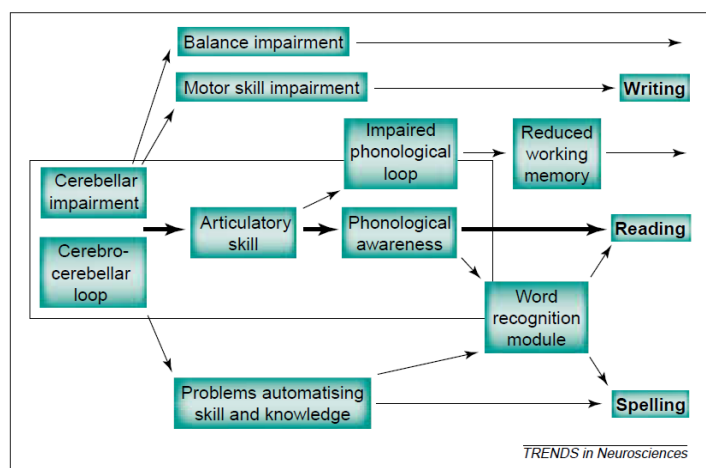 Balance impairment
Motor skill impairment
Writing
Impaired
phonological
loop
Reduced
working
memory
Cerebellar
impairment
Articulatory
skill
Phonological
awareness
Reading
Cerebro-
cerebellar
loop
Word
recognition
module
Problems automatising
skill and knowledge
Spelling
TRENDS in Neurosciences